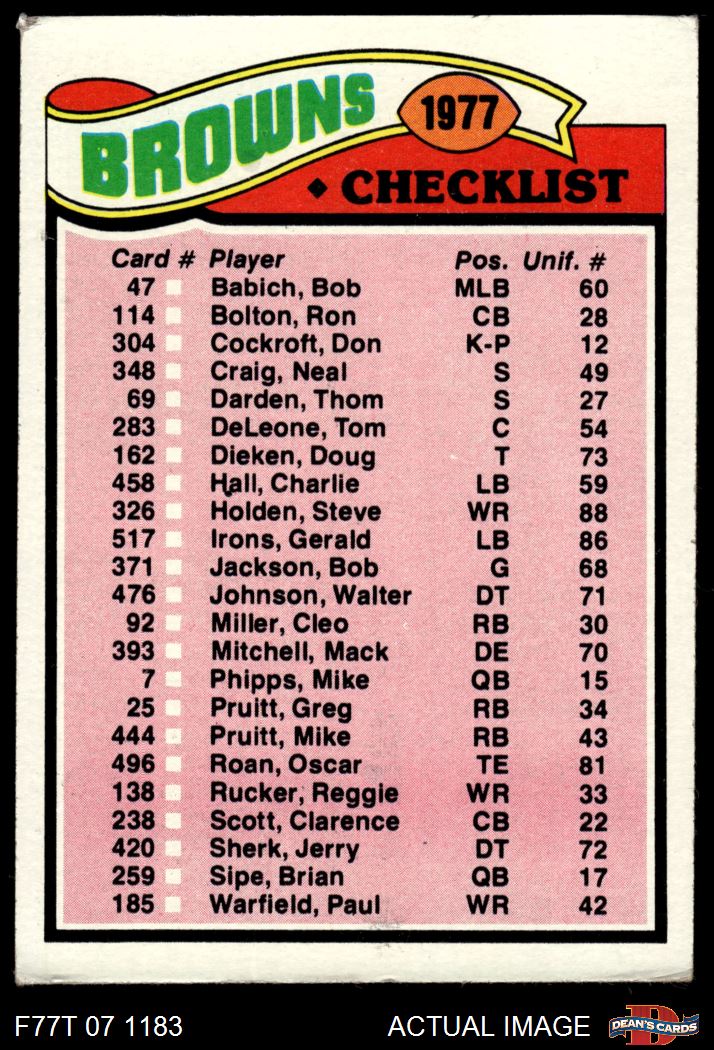 BROWNS
1977
◆ CHECKLIST
Card # Player Pos. Unif. #
47 Babich, Bob MLB 60
114 Bolton, Ron CB 28
304 Cockroft, Don K-P 12
348 Craig, Neal S 49
69 Darden, Thom S 27
283 DeLeone, Tom C 54
162 Dieken, Doug T 73
458 Hall, Charlie LB 59
326 Holden, Steve WR 88
517 Irons, Gerald LB 86
371 Jackson, Bob G 68
476 Johnson, Walter DT 71
92 Miller, Cleo RB 30
393 Mitchell, Mack DE 70
7 Phipps, Mike QB 15
25 Pruitt, Greg RB 34
444 Pruitt, Mike RB 43
496 Roan, Oscar TE 81
138 Rucker, Reggie WR 33
238 Scott, Clarence CB 22
420 Sherk, Jerry DT 72
259 Sipe, Brian QB 17
185 Warfield, Paul WR 42
F77T 07 1183 ACTUAL IMAGE
D
DEAN'S CARDS